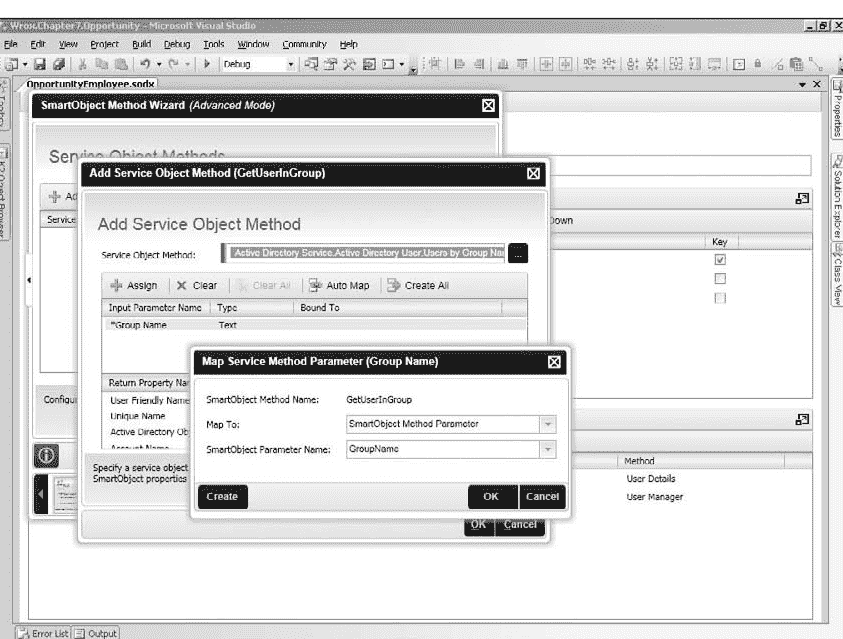 Wrox.Chapter7.Opportunity - Microsoft Visual Studio
File Edit View Project Build Debug Tools Window Community Help
Debug
OpportunityEmployee.sodx
Toolbox
K2 Object Browser
Properties
Solution Explorer
Class View
SmartObject Method Wizard (Advanced Mode)
Service Object Methods
Ad
Service
Down
Key
Configu
Method
User Details
User Manager
Add Service Object Method (GetUserInGroup)
Add Service Object Method
Service Object Method: Active Directory Service.Active Directory User.Users by Group Na ...
Assign Clear Clear All Auto Map Create All
Input Parameter Name Type Bound To
*Group Name Text
Return Property Na
User Friendly Name
Unique Name
Active Directory Ob
Account Name
Specify a service object
SmartObject properties
OK Cancel
Map Service Method Parameter (Group Name)
SmartObject Method Name: GetUserInGroup
Map To: SmartObject Method Parameter
SmartObject Parameter Name: GroupName
Create OK Cancel
Error List Output